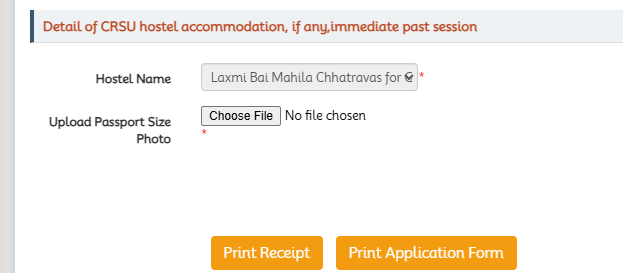 Detail of CRSU hostel accommodation, if any,immediate past session
Hostel Name
Laxmi Bai Mahila Chhatravas for *
Upload Passport Size
Photo
Choose File No file chosen
*
Print Receipt
Print Application Form